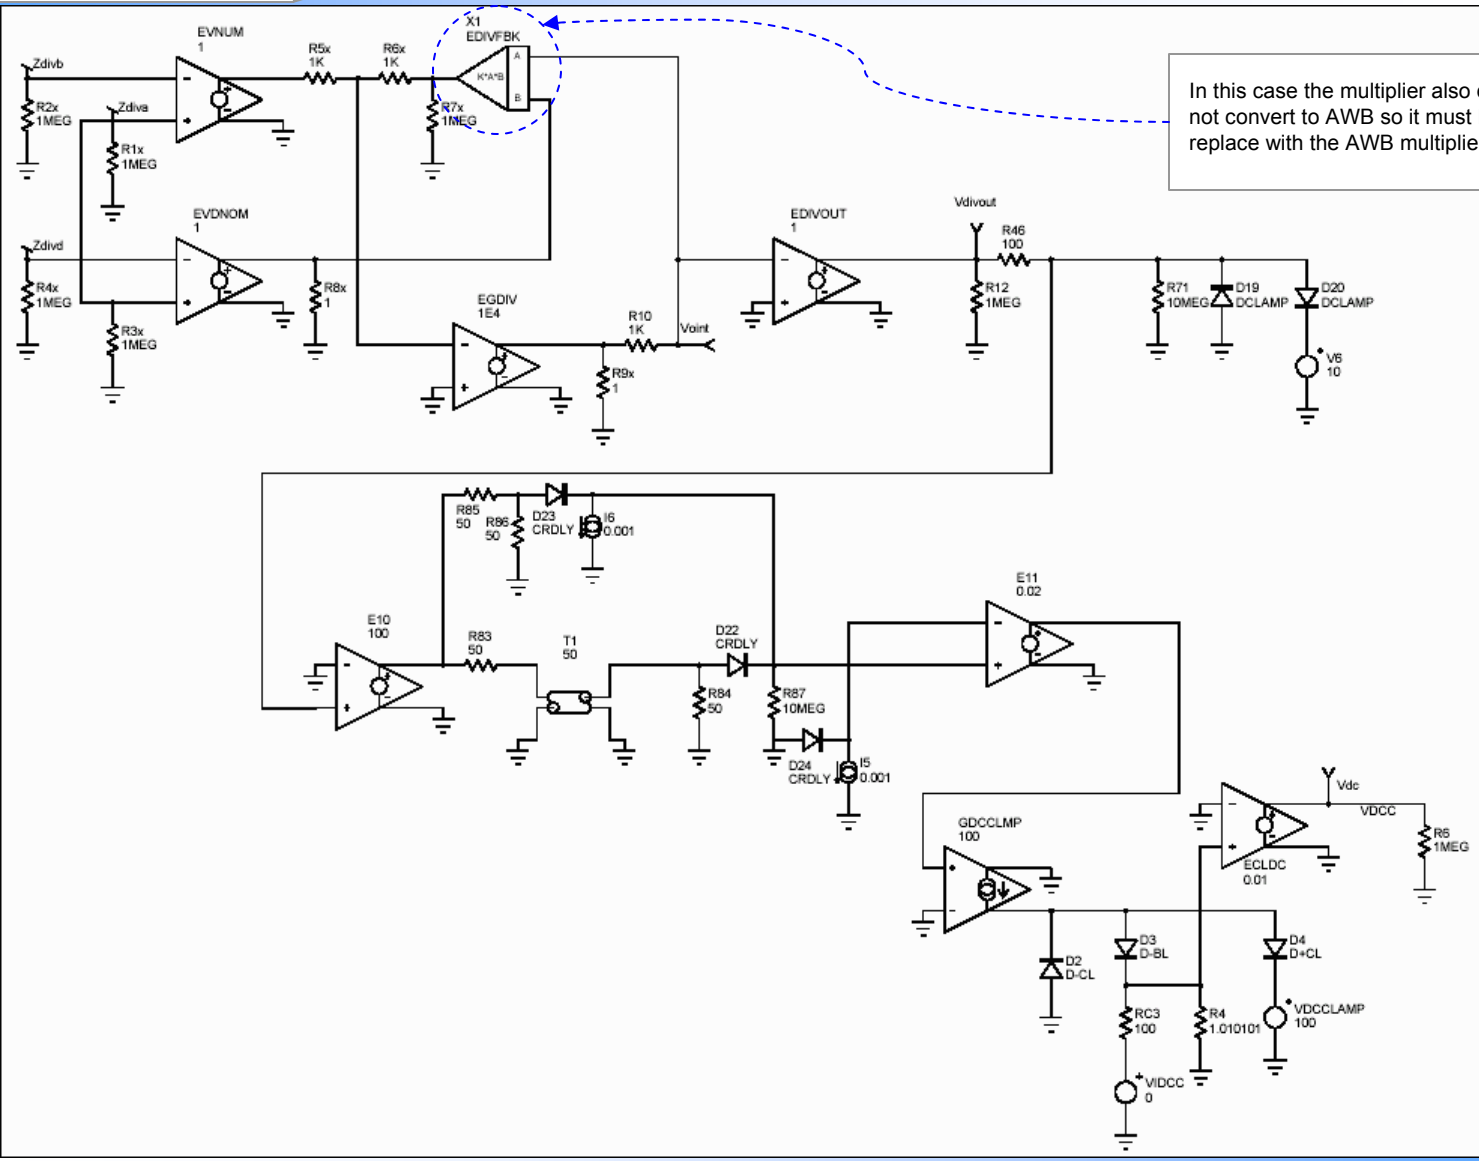 X1
EDIVFBK
EVNUM
1
R5x
1K
R6x
1K
A
K*A*B
B
Zdivb
R2x
1MEG
Zdiva
R1x
1MEG
R7x
1MEG
In this case the multiplier also
not convert to AWB so it must
replace with the AWB
EVDNOM
1
Zdivd
R4x
1MEG
R3x
1MEG
R8x
1
EGDIV
1E4
R10
1K
Voint
R9x
1
EDIVOUT
1
Vdivout
R46
100
R12
1MEG
R71
10MEG
D19
DCLAMP
D20
DCLAMP
V6
10
R85
50
R86
50
D23
CRDLY
I6
0.001
E10
100
R83
50
T1
50
D22
CRDLY
R84
50
R87
10MEG
D24
CRDLY
I5
0.001
E11
0.02
GDCCLMP
100
Vdc
VDCC
ECLDC
0.01
R6
1MEG
D2
D-CL
D3
D-BL
D4
D+CL
RC3
100
R4
1.010101
VDCCLAMP
100
VIDCC
0